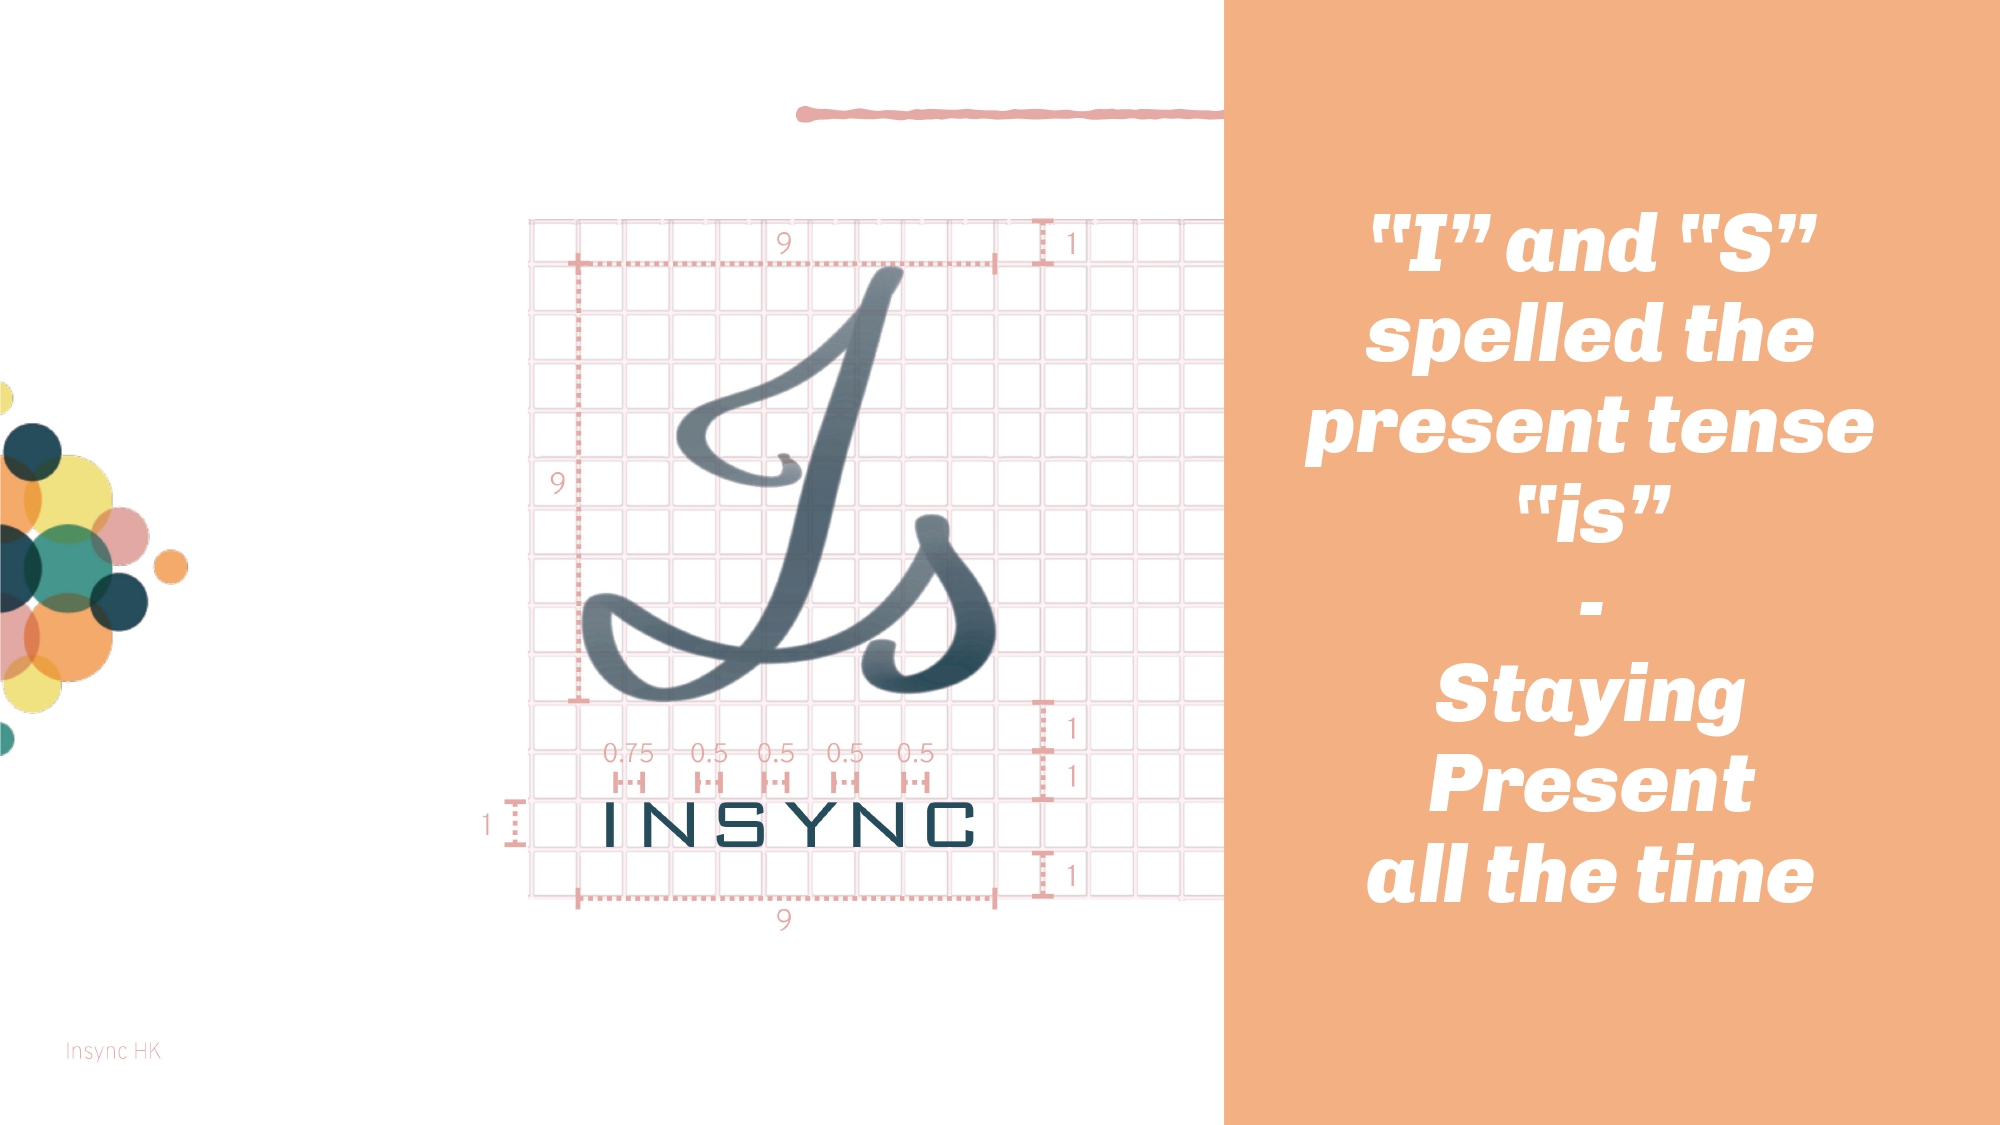 9
1
Is
9
1
0.75 0.5 0.5 0.5 0.5
1
1
INSYNC
1
9
Insync HK
“I” and “S”
spelled the
present tense
“is”
-
Staying
Present
all the time